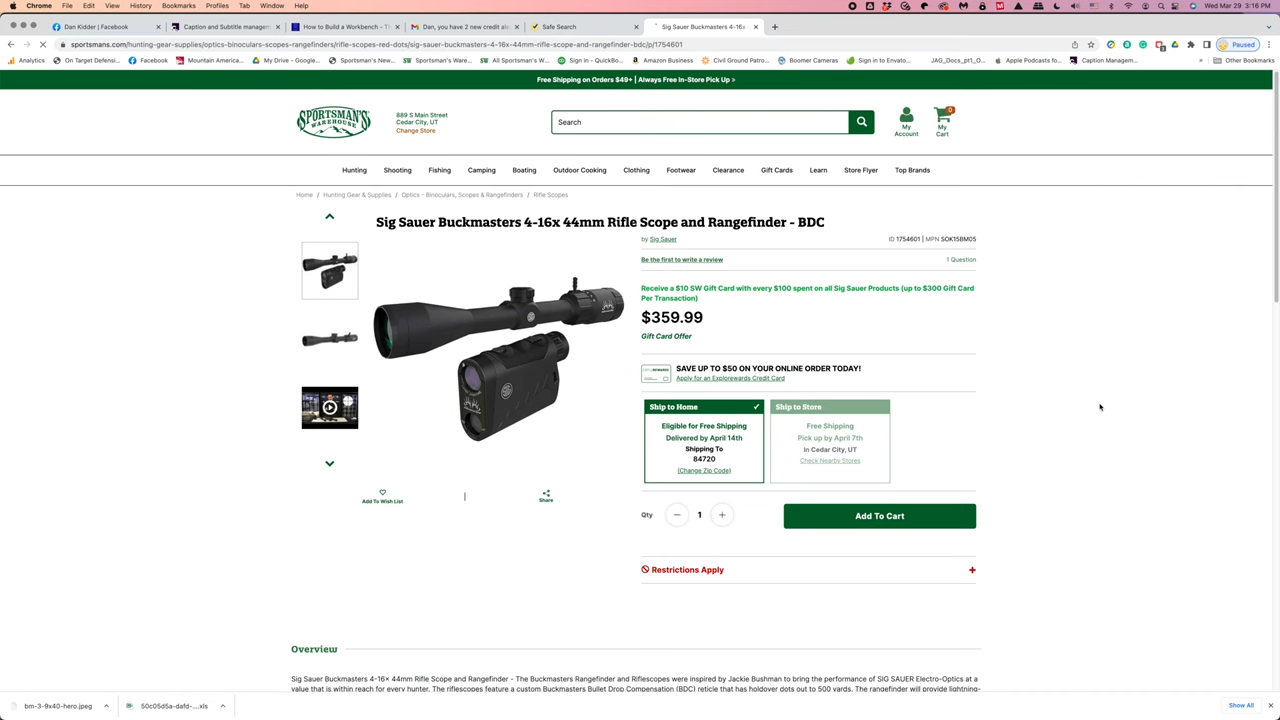 Chrome File Edit View History Bookmarks Profiles Tab Window Help
Wed Mar 29 3:16 PM
Dan Kidder | Facebook
Caption and Subtitle managem
How to Build a Workbench - Th
Dan, you have 2 new credit ale
Safe Search
Sig Sauer Buckmasters 4-16x
sportsmans.com/hunting-gear-supplies/optics-binoculars-scopes-rangefinders/rifle-scopes-red-dots/sig-sauer-buckmasters-4-16x-44mm-rifle-scope-and-rangefinder-bdc/p/1754601
Paused
Analytics On Target Defensi... Facebook Mountain America... My Drive - Google... Sportsman's New... Sportsman's Ware... All Sportsman's W... Amazon Business Sign in - QuickBo... Civil Ground Patro... Boomer Cameras Sign in to Envato... JAG_Docs_pt1_O... Apple Podcasts fo... Caption Managem... » Other Bookmarks
Free Shipping on Orders $49+ | Always Free In-Store Pick Up >
SPORTSMAN'S
WAREHOUSE
889 S Main Street
Cedar City, UT
Change Store
Search
My
Account
0
My
Cart
Hunting Shooting Fishing Camping Boating Outdoor Cooking Clothing Footwear Clearance Gift Cards Learn Store Flyer Top Brands
Home / Hunting Gear & Supplies / Optics - Binoculars, Scopes & Rangefinders / Rifle Scopes
Sig Sauer Buckmasters 4-16x 44mm Rifle Scope and Rangefinder - BDC
by Sig Sauer
ID 1754601 | MPN SOK15BM05
Be the first to write a review
1 Question
Receive a $10 SW Gift Card with every $100 spent on all Sig Sauer Products (up to $300 Gift Card
Per Transaction)
$359.99
Gift Card Offer
SAVE UP TO $50 ON YOUR ONLINE ORDER TODAY!
Apply for an Explorewards Credit Card
Ship to Home ✓
Eligible for Free Shipping
Delivered by April 14th
Shipping To
84720
(Change Zip Code)
Ship to Store
Free Shipping
Pick up by April 7th
In Cedar City, UT
Check Nearby Stores
Add To Wish List
|
Share
Qty − 1 +
Add To Cart
Restrictions Apply +
Overview
Sig Sauer Buckmasters 4-16x 44mm Rifle Scope and Rangefinder - The Buckmasters Rangefinder and Riflescopes were inspired by Jackie Bushman to bring the performance of SIG SAUER Electro-Optics at a
value that is within reach for every hunter. The riflescopes feature a custom Buckmasters Bullet Drop Compensation (BDC) reticle that has holdover dots out to 500 yards. The rangefinder will provide lightning-
bm-3-9x40-hero.jpeg
50c05d5a-dafd-....xls
Show All